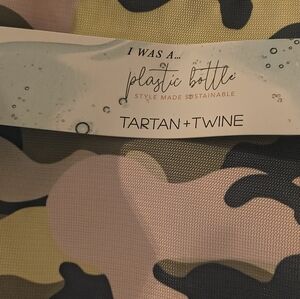 I WAS A...
plastic bottle
STYLE MADE SUSTAINABLE
TARTAN + TWINE